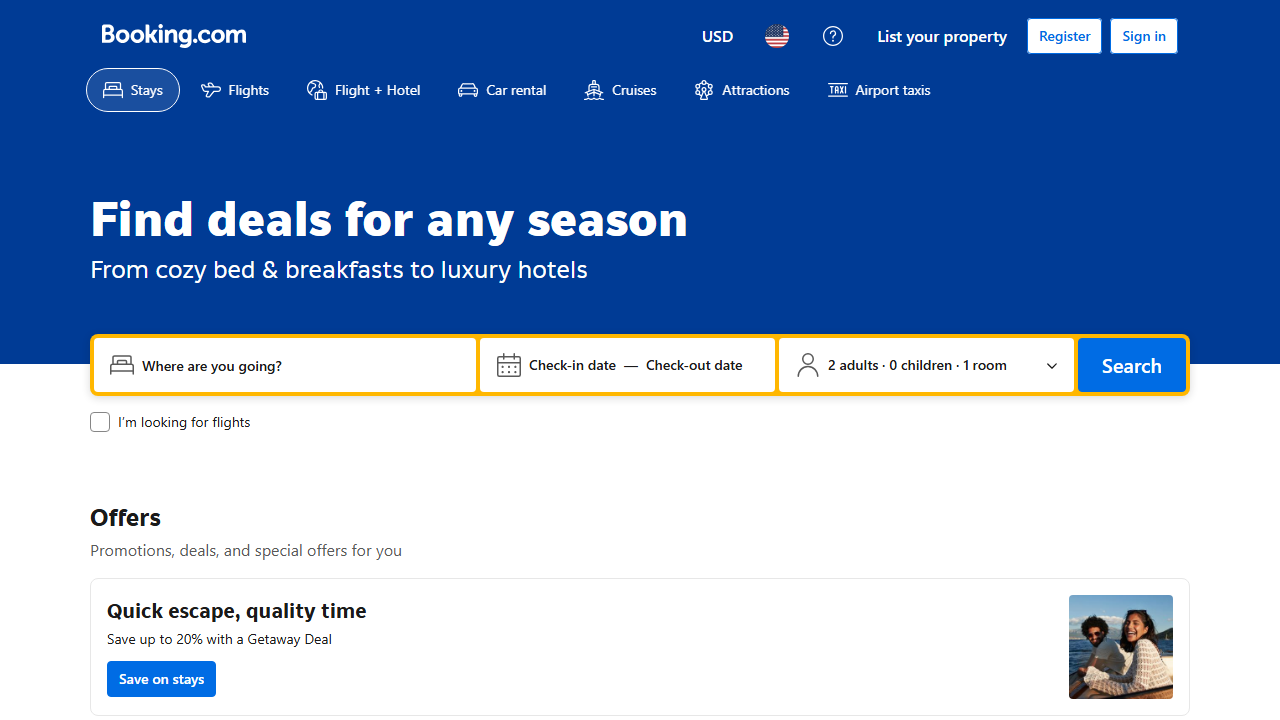 Booking.com
USD
List your property
Register
Sign in
Stays
Flights
Flight + Hotel
Car rental
Cruises
Attractions
TAXI
Airport taxis
Find deals for any season
From cozy bed & breakfasts to luxury hotels
Where are you going?
Check-in date — Check-out date
2 adults · 0 children · 1 room
Search
I’m looking for flights
Offers
Promotions, deals, and special offers for you
Quick escape, quality time
Save up to 20% with a Getaway Deal
Save on stays